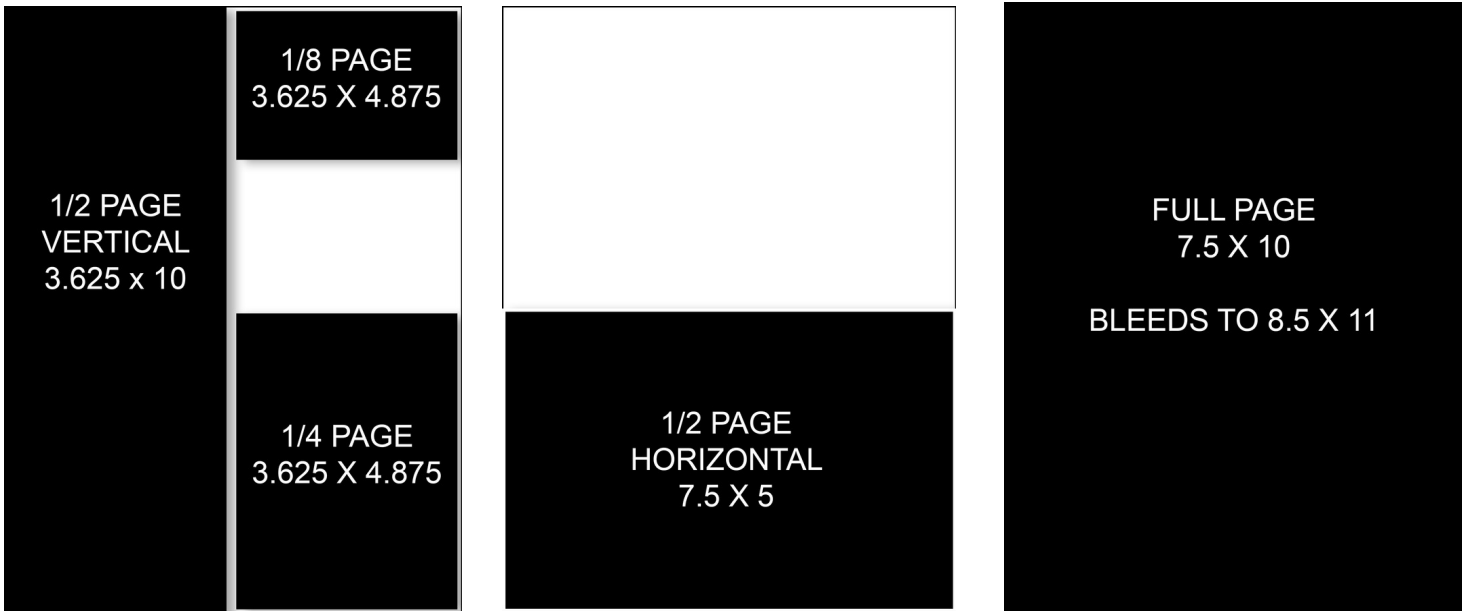 1/2 PAGE
VERTICAL
3.625 x 10
1/8 PAGE
3.625 X 4.875
1/4 PAGE
3.625 X 4.875
1/2 PAGE
HORIZONTAL
7.5 X 5
FULL PAGE
7.5 X 10
BLEEDS TO 8.5 X 11